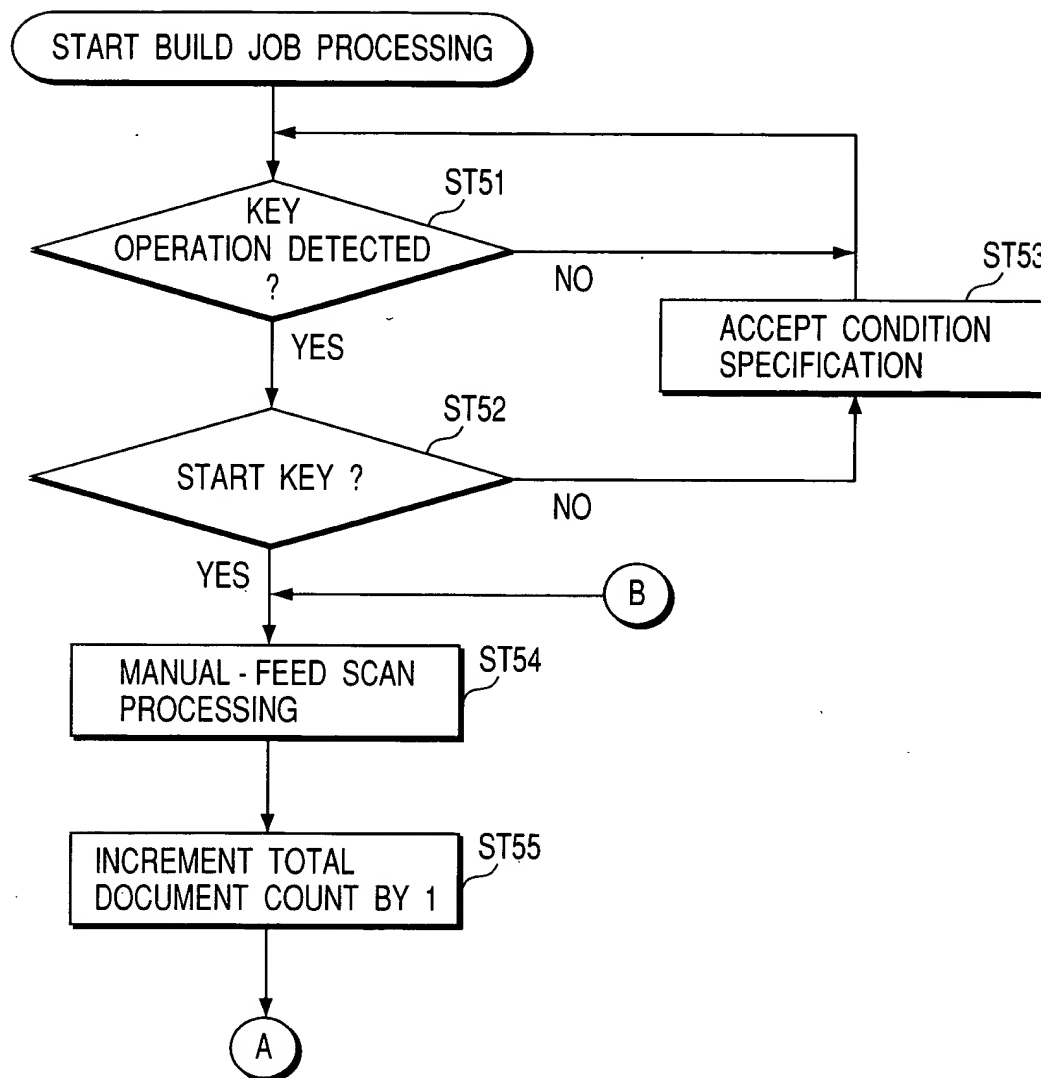 START BUILD JOB PROCESSING
ST51
KEY
OPERATION DETECTED
?
NO
YES
ST53
ACCEPT CONDITION
SPECIFICATION
ST52
START KEY ?
NO
YES
B
ST54
MANUAL - FEED SCAN
PROCESSING
ST55
INCREMENT TOTAL
DOCUMENT COUNT BY 1
A